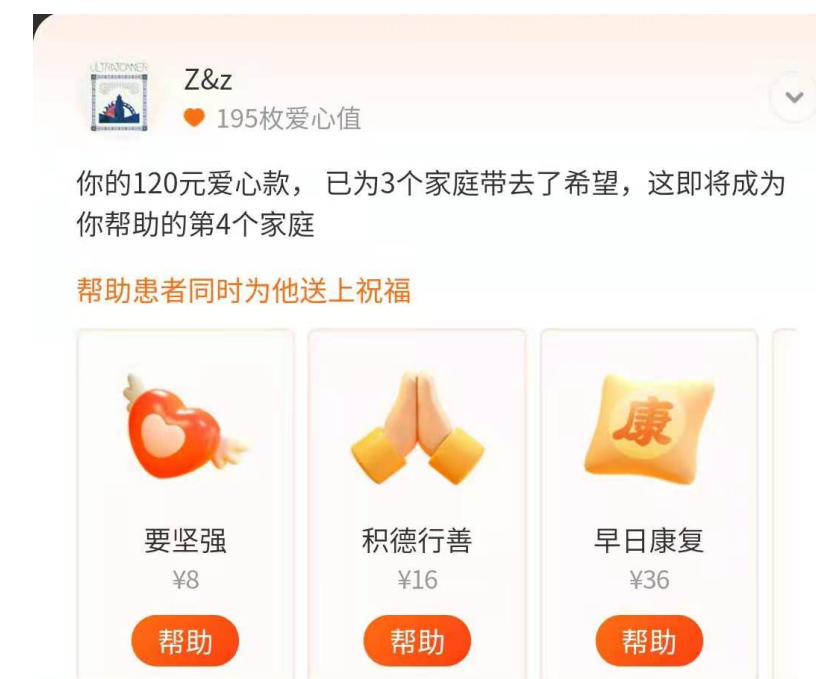 ULTRATOWNER
Z&z
195枚爱心值
你的120元爱心款， 已为3个家庭带去了希望，这即将成为
你帮助的第4个家庭
帮助患者同时为他送上祝福
康
要坚强
积德行善
早日康复
¥8
¥16
¥36
帮助
帮助
帮助